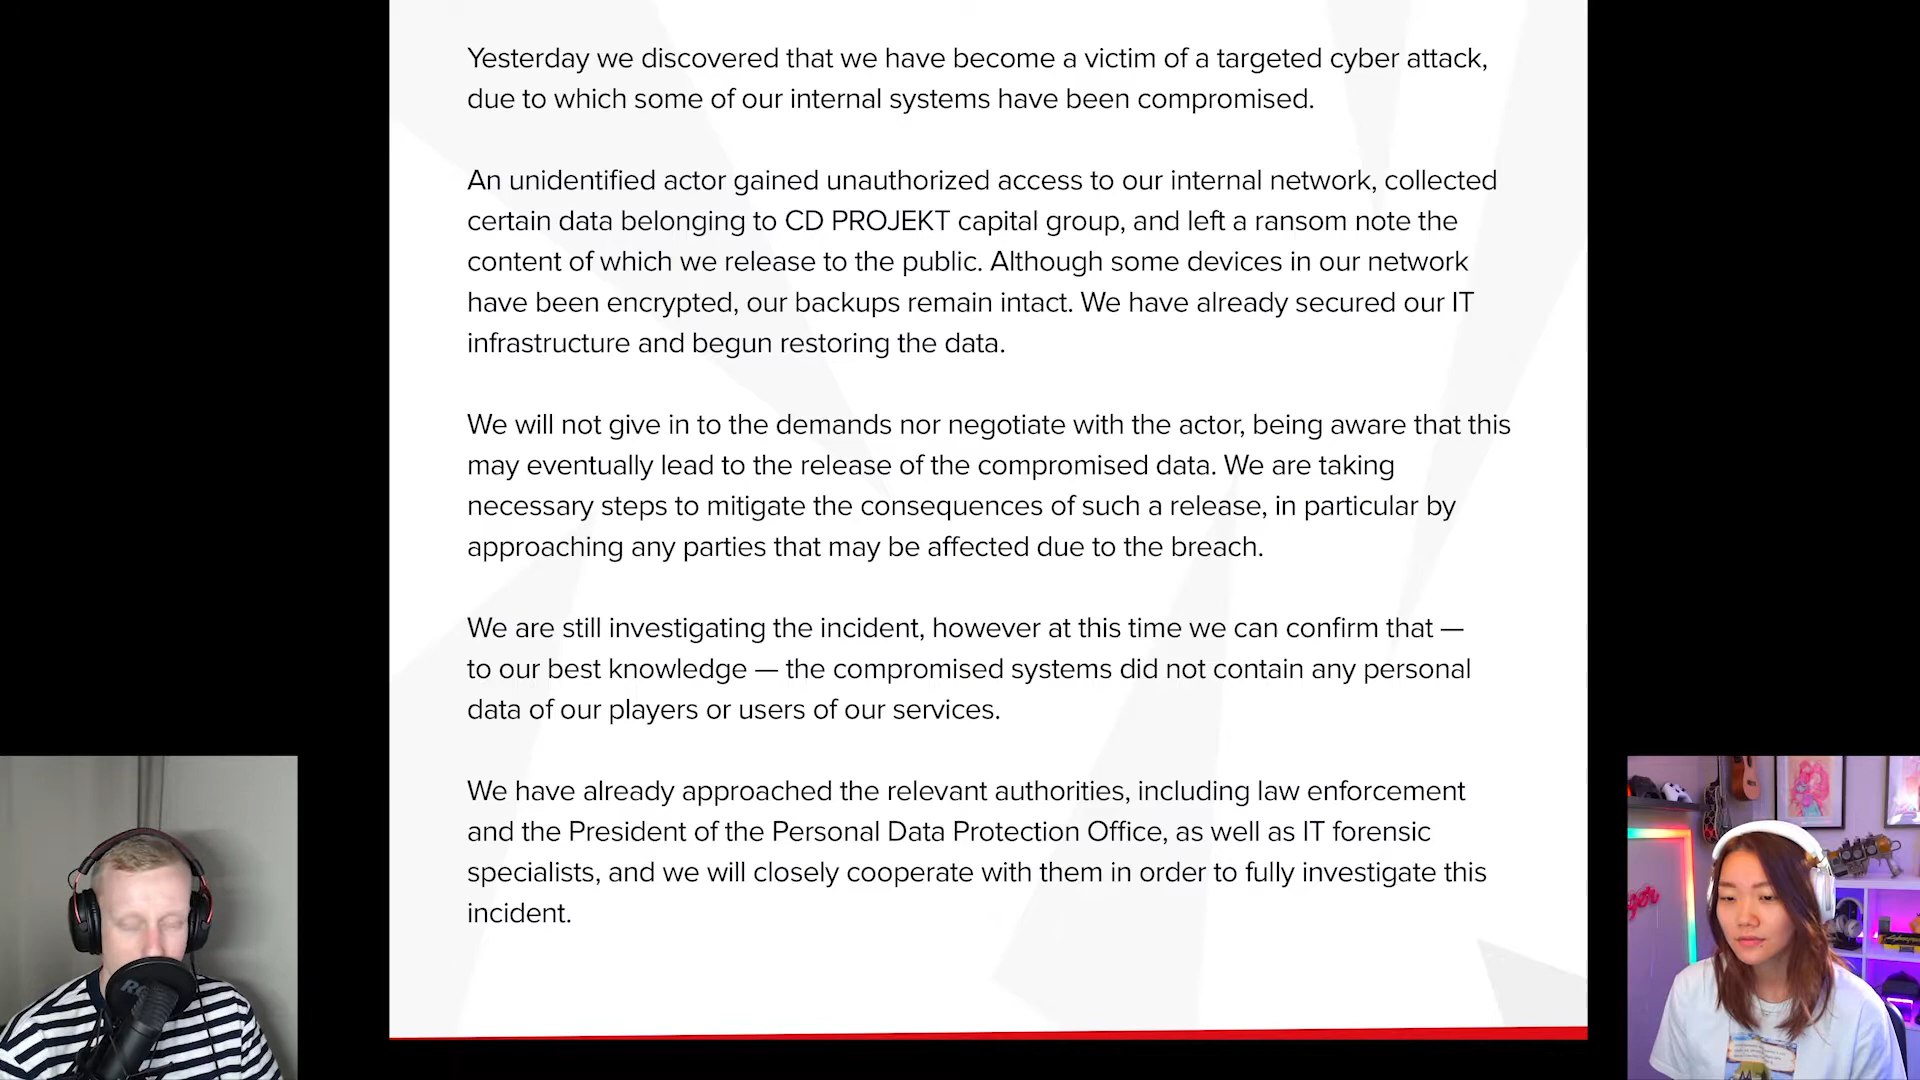 Yesterday we discovered that we have become a victim of a targeted cyber attack,
due to which some of our internal systems have been compromised.
An unidentified actor gained unauthorized access to our internal network, collected
certain data belonging to CD PROJEKT capital group, and left a ransom note the
content of which we release to the public. Although some devices in our network
have been encrypted, our backups remain intact. We have already secured our IT
infrastructure and begun restoring the data.
We will not give in to the demands nor negotiate with the actor, being aware that this
may eventually lead to the release of the compromised data. We are taking
necessary steps to mitigate the consequences of such a release, in particular by
approaching any parties that may be affected due to the breach.
We are still investigating the incident, however at this time we can confirm that —
to our best knowledge — the compromised systems did not contain any personal
data of our players or users of our services.
We have already approached the relevant authorities, including law enforcement
and the President of the Personal Data Protection Office, as well as IT forensic
specialists, and we will closely cooperate with them in order to fully investigate this
incident.